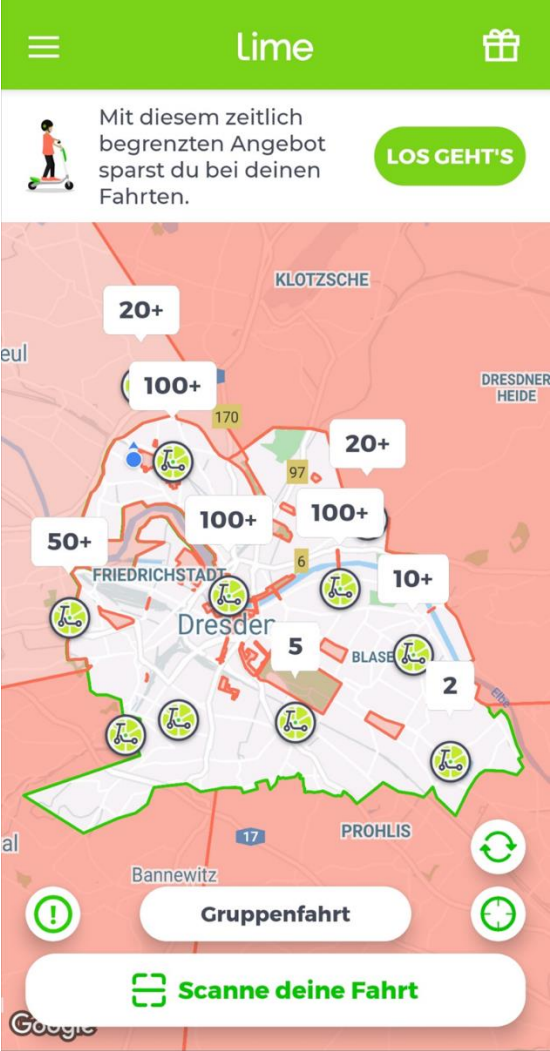 Lime
Mit diesem zeitlich
begrenzten Angebot
sparst du bei deinen
Fahrten.
LOS GEHT'S
KLOTZSCHE
20+
eul
100+
DRESDNER
HEIDE
170
20+
97
100+
100+
50+
6
FRIEDRICHSTADT
10+
Dresden
5
BLASE
2
Elbe
17
PROHLIS
al
Bannewitz
Gruppenfahrt
Scanne deine Fahrt
Google